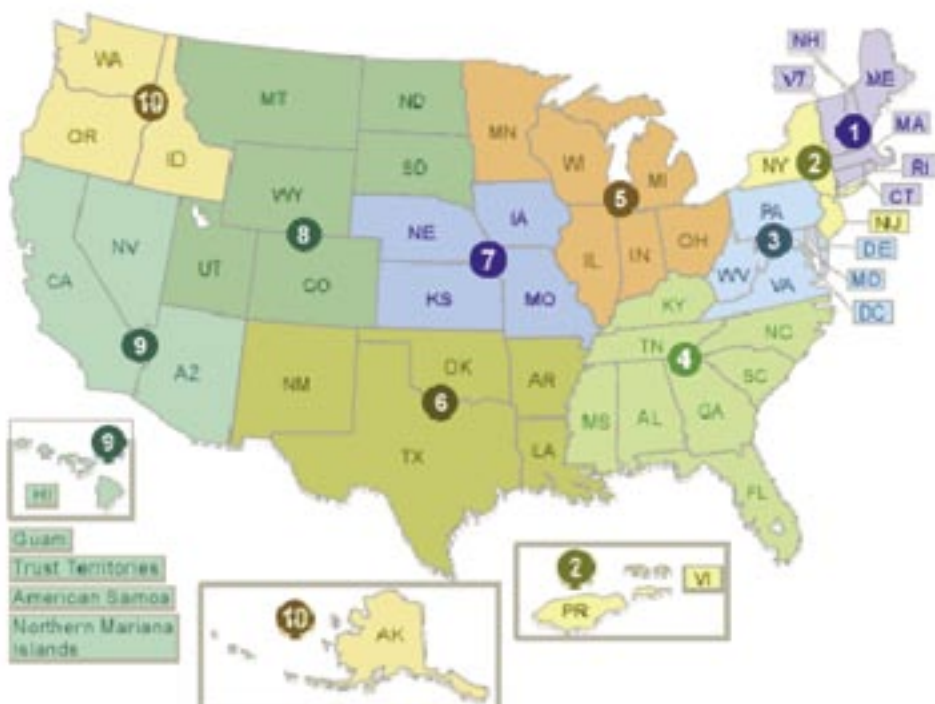 NH
WA
VT
ME
MT
ND
10
MN
1
MA
OR
ID
WI
NY
2
SD
MI
RI
WY
5
CT
IA
PA
NJ
NE
8
3
NV
OH
DE
IL
IN
7
UT
WV
MD
CA
CO
VA
KS
MO
KY
DC
NC
9
TN
4
OK
SC
AZ
NM
AR
6
MS
AL
GA
TX
LA
9
FL
HI
Guam
2
VI
Trust Territories
American Samoa
10
PR
Northern Mariana
Islands
AK